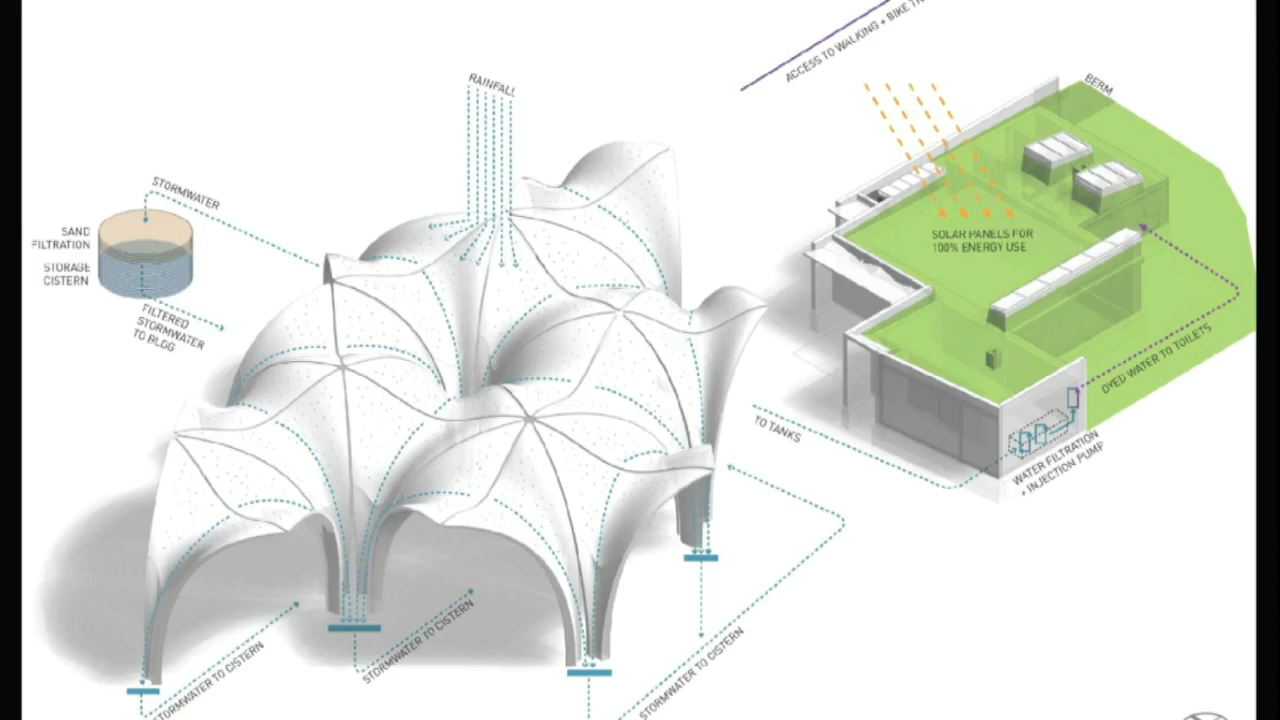 ACCESS TO WALKING + BIKE
RAINFALL
BERM
STORMWATER
SAND
FILTRATION
STORAGE
CISTERN
FILTERED
STORMWATER
TO BLDG
SOLAR PANELS FOR
100% ENERGY USE
DYED WATER TO TOILETS
TO TANKS
WATER FILTRATION
+ INJECTION PUMP
STORMWATER TO CISTERN
STORMWATER TO CISTERN
STORMWATER TO CISTERN